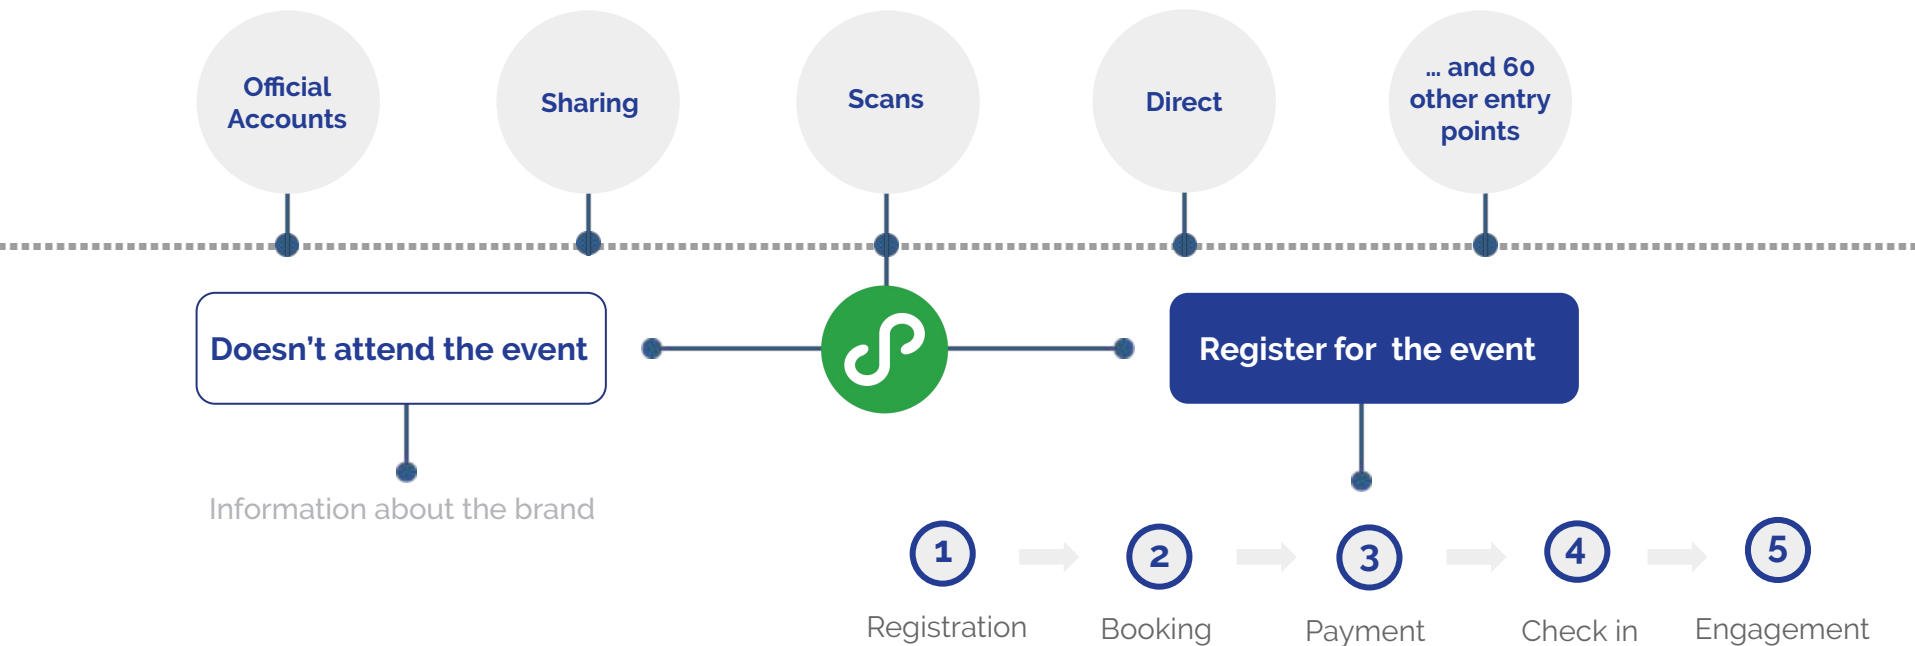 Official
Accounts
Sharing
Scans
Direct
... and 60
other entry
points
Doesn't attend the event
Register for the event
Information about the brand
1
2
3
4
5
Registration
Booking
Payment
Check in
Engagement